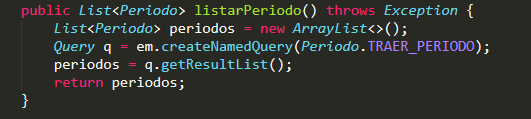 public List<Periodo> listarPeriodo() throws Exception {
    List<Periodo> periodos = new ArrayList<>();
    Query q = em.createNamedQuery(Periodo.TRAER_PERIODO);
    periodos = q.getResultList();
    return periodos;
}